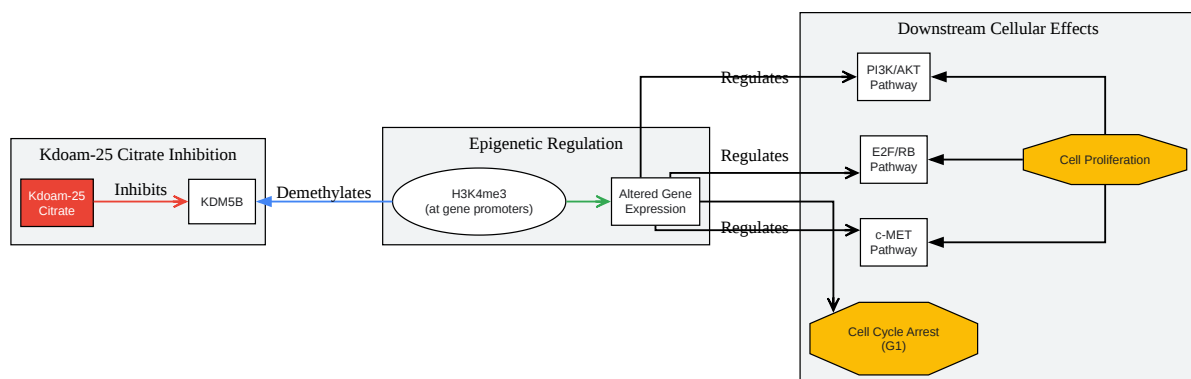 Kdoam-25 Citrate Inhibition
Kdoam-25
Citrate
Inhibits
KDM5B
Demethylates
Epigenetic Regulation
H3K4me3
(at gene promoters)
Altered Gene
Expression
Regulates
Regulates
Regulates
Downstream Cellular Effects
PI3K/AKT
Pathway
E2F/RB
Pathway
c-MET
Pathway
Cell Proliferation
Cell Cycle Arrest
(G1)